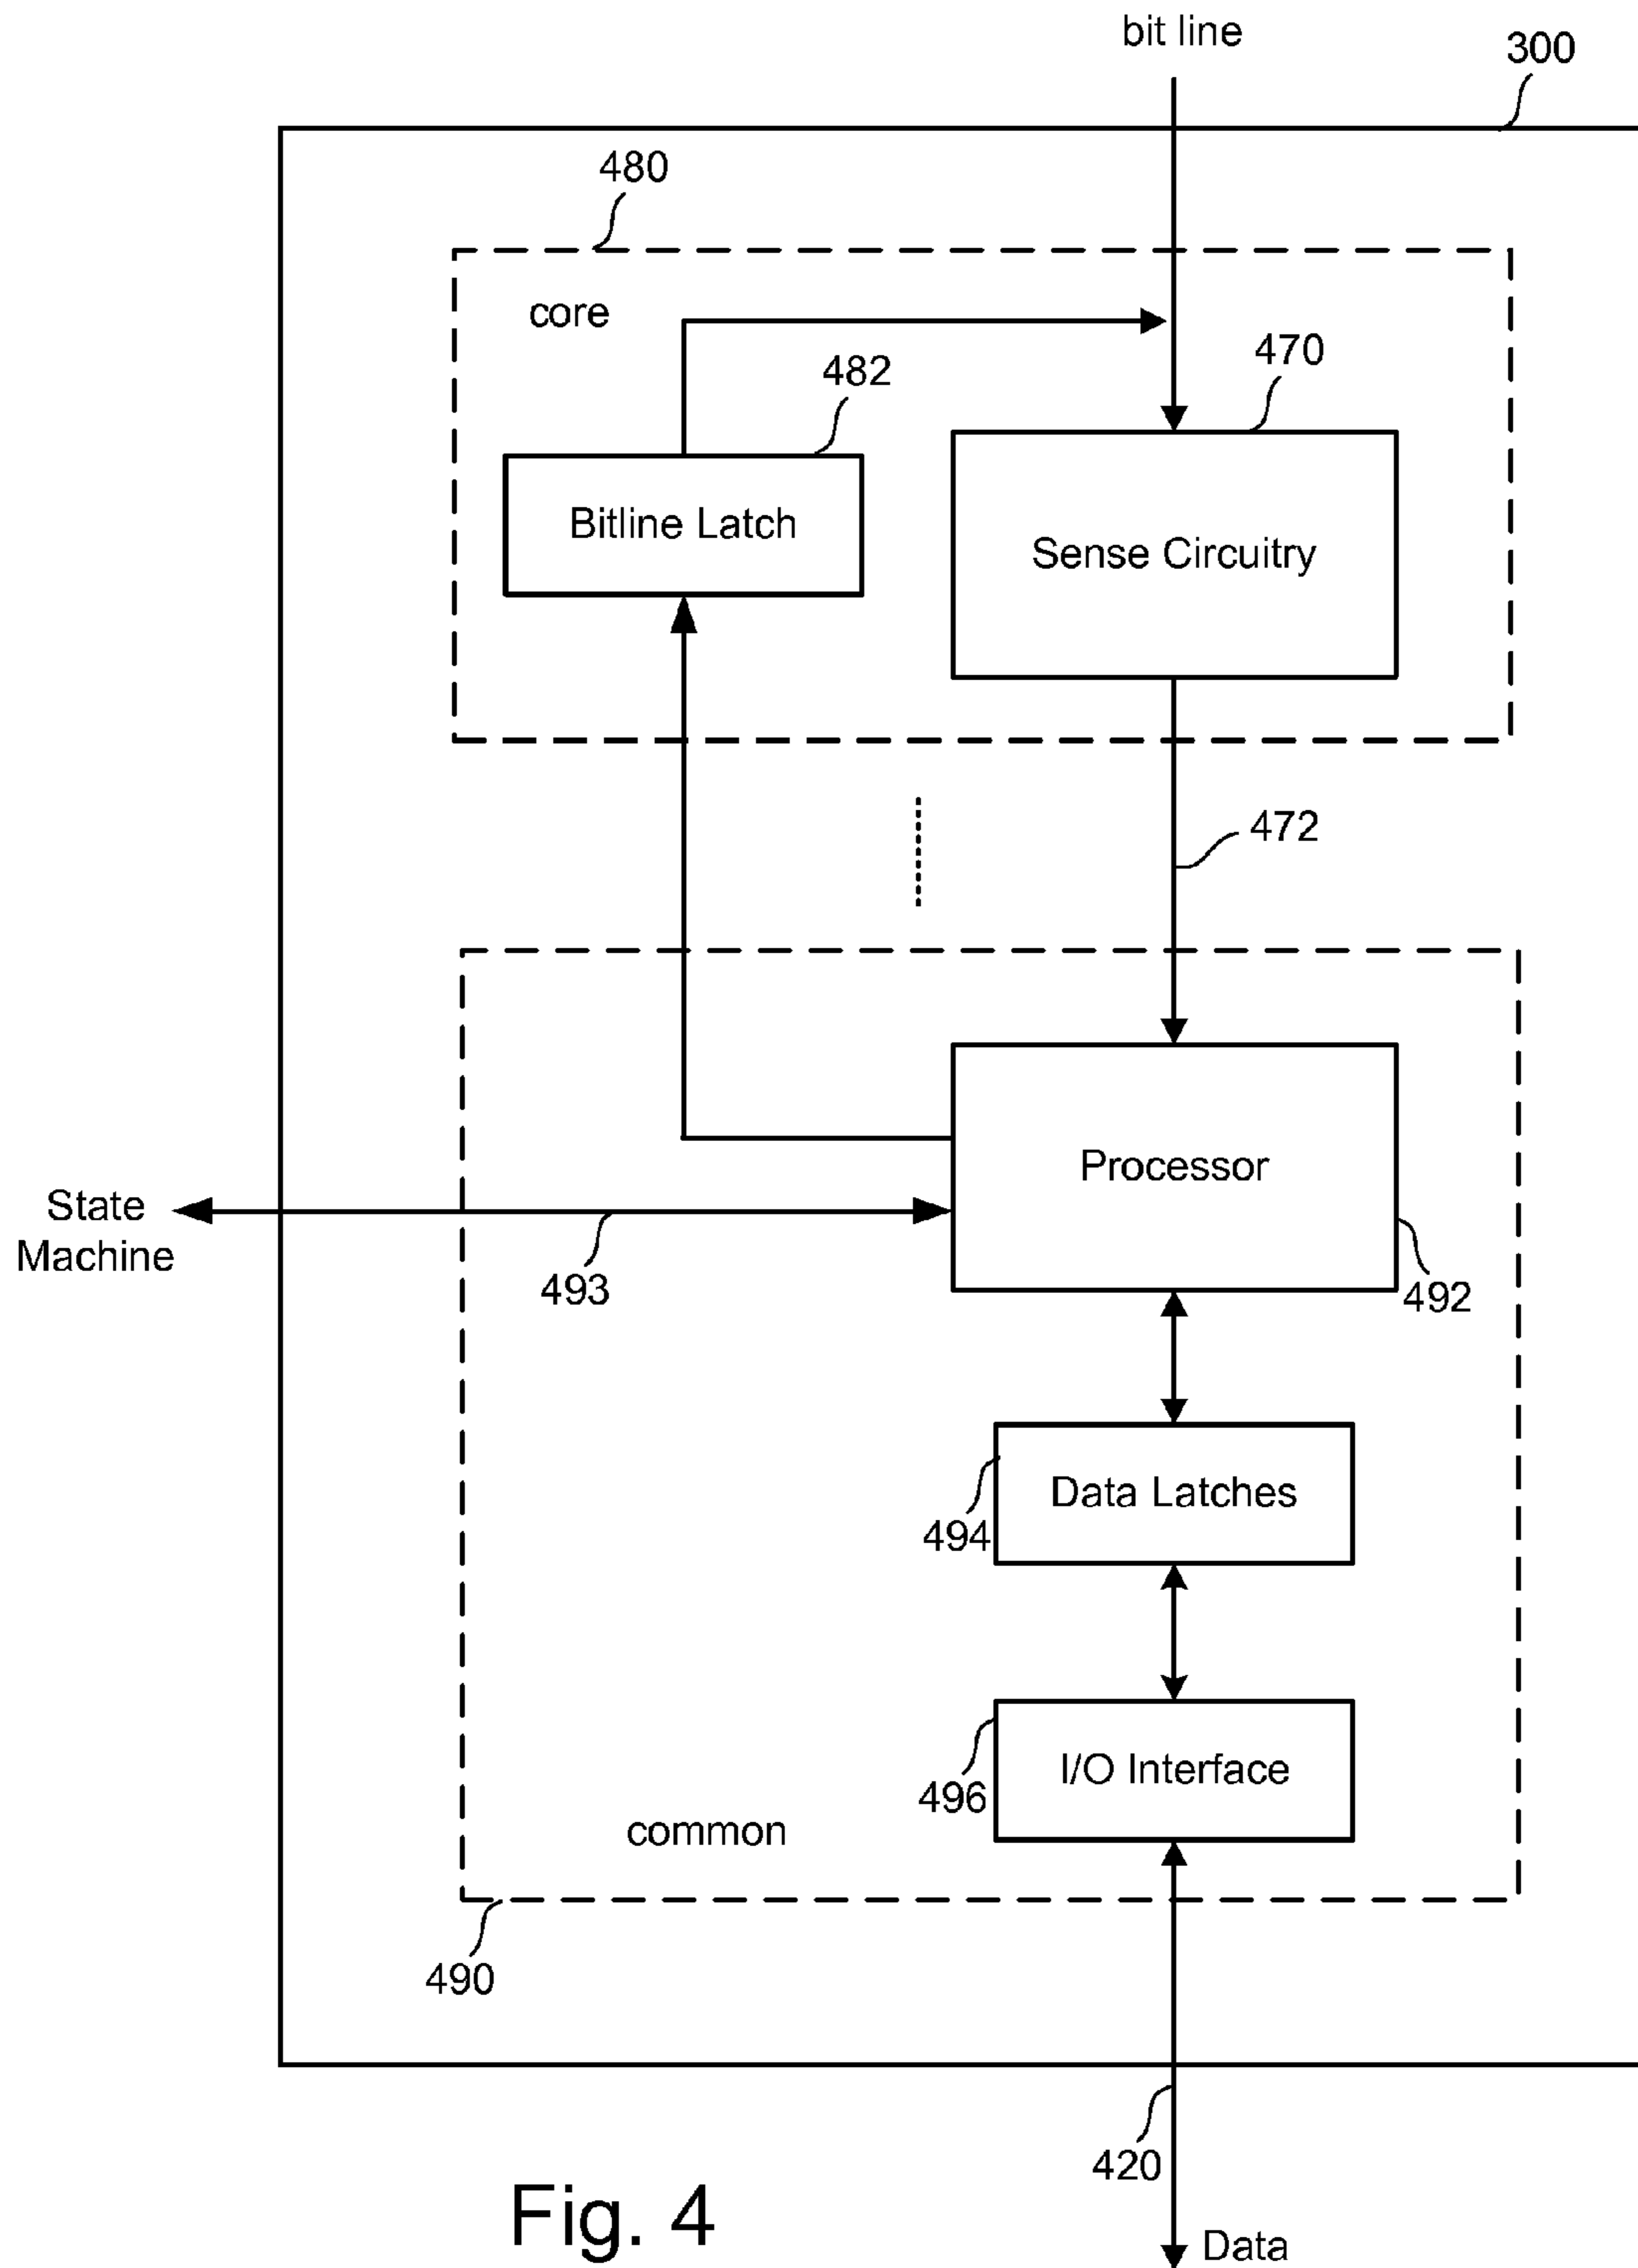 bit line
300
480
core
470
482
Bitline Latch
Sense Circuitry
472
Processor
State
Machine
493
492
Data Latches
494
I/O Interface
496
common
490
420
Fig. 4
Data